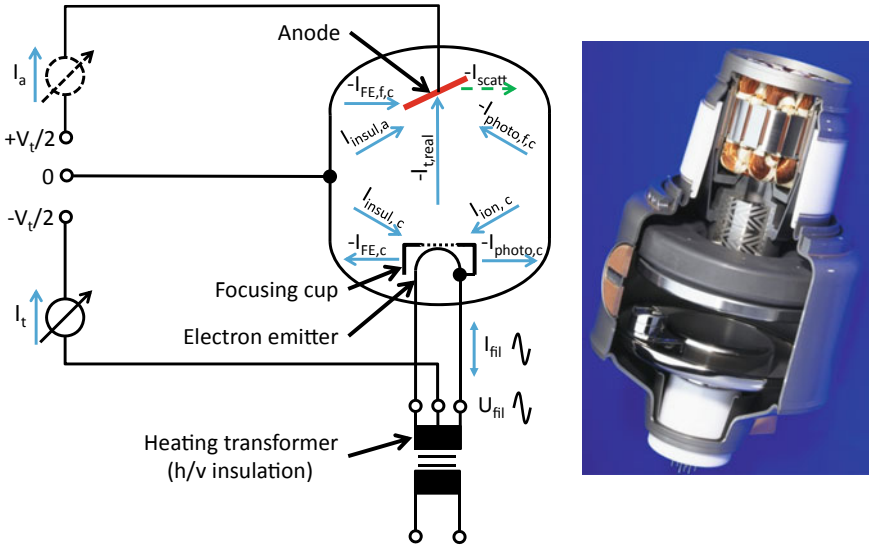 Anode
I_a
-I_scatt
-I_FE,f,c
+V_t/2
I_insul,a
-I_photo,f,c
-I_t,real
0
-V_t/2
I_insul,c
I_ion, c
-I_FE,c
-I_photo,c
Focusing cup
I_t
Electron emitter
I_fil
U_fil
Heating transformer
(h/v insulation)